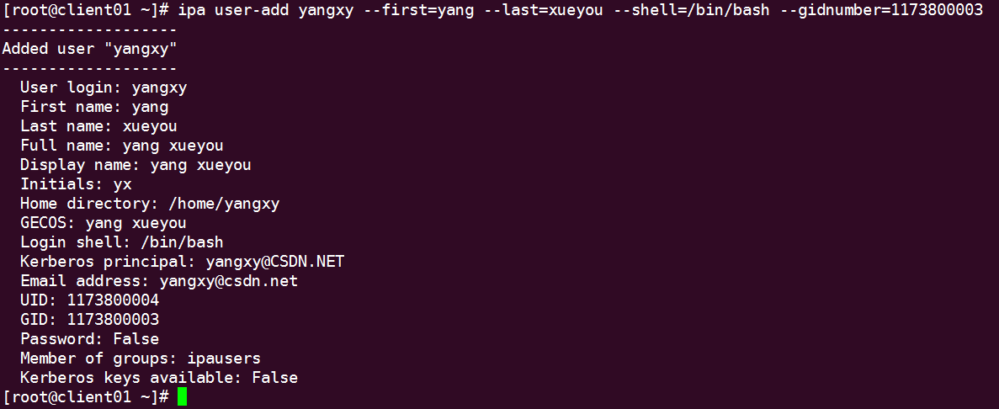 [root@client01 ~]# ipa user-add yangxy --first=yang --last=xueyou --shell=/bin/bash --gidnumber=1173800003
-------------------
Added user "yangxy"
-------------------
  User login: yangxy
  First name: yang
  Last name: xueyou
  Full name: yang xueyou
  Display name: yang xueyou
  Initials: yx
  Home directory: /home/yangxy
  GECOS: yang xueyou
  Login shell: /bin/bash
  Kerberos principal: yangxy@CSDN.NET
  Email address: yangxy@csdn.net
  UID: 1173800004
  GID: 1173800003
  Password: False
  Member of groups: ipausers
  Kerberos keys available: False
[root@client01 ~]#